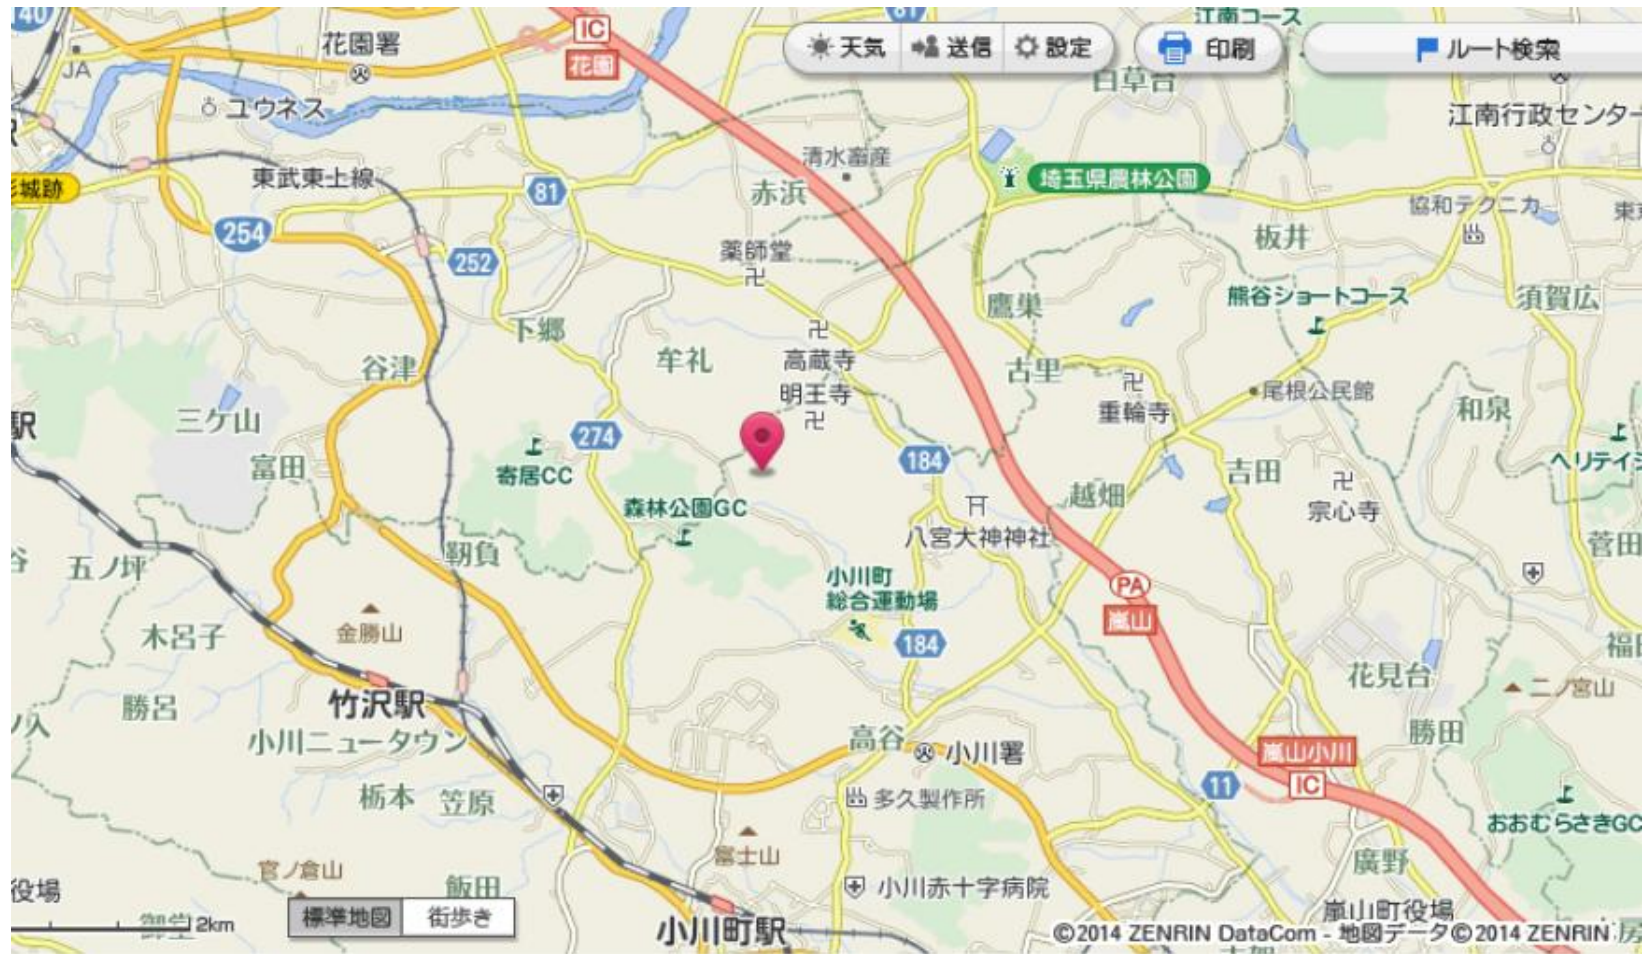 140
花園署
IC
花園
江南コース
天気
送信
設定
印刷
ルート検索
JA
ユウネス
白草台
江南行政センター
清水畜産
東武東上線
81
赤浜
埼玉県農林公園
協和テクニカ
254
252
薬師堂
板井
下郷
鷹巣
熊谷ショートコース
須賀広
谷津
牟礼
高蔵寺
明王寺
古里
重輪寺
尾根公民館
和泉
三ケ山
富田
274
寄居CC
184
越畑
吉田
宗心寺
森林公園GC
八宮大神神社
菅田
五ノ坪
靭負
小川町
総合運動場
PA
嵐山
木呂子
金勝山
184
花見台
二ノ宮山
勝呂
竹沢駅
小川ニュータウン
高谷
小川署
嵐山小川
IC
勝田
栃本
笠原
多久製作所
11
おおむらさきGC
富士山
廣野
官ノ倉山
飯田
小川赤十字病院
役場
標準地図
街歩き
2km
小川町駅
嵐山町役場
©2014 ZENRIN DataCom - 地図データ©2014 ZENRIN